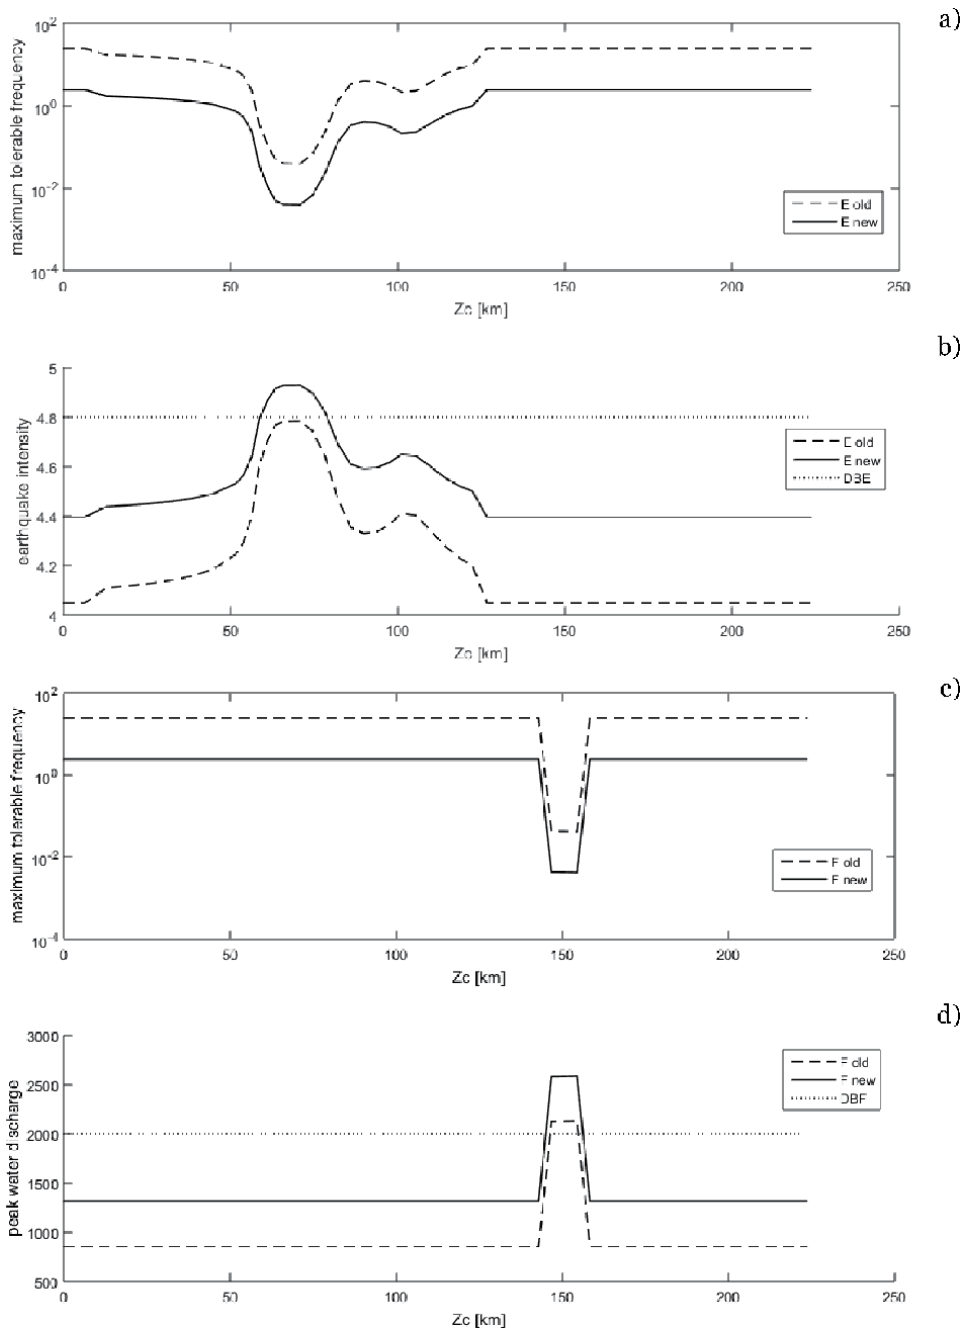 a)
10^2
10^0
10^-2
10^-4
maximum tolerable frequency
E old
E new
0 50 100 150 200 250
Zc [km]
b)
5
4.8
4.6
4.4
4.2
4
earthquake intensity
E old
E new
DBE
0 50 100 150 200 250
Zc [km]
c)
10^2
10^0
10^-2
10^-4
maximum tolerable frequency
F old
F new
0 50 100 150 200 250
Zc [km]
d)
3000
2500
2000
1500
1000
500
peak water discharge
F old
F new
DBF
0 50 100 150 200 250
Zc [km]